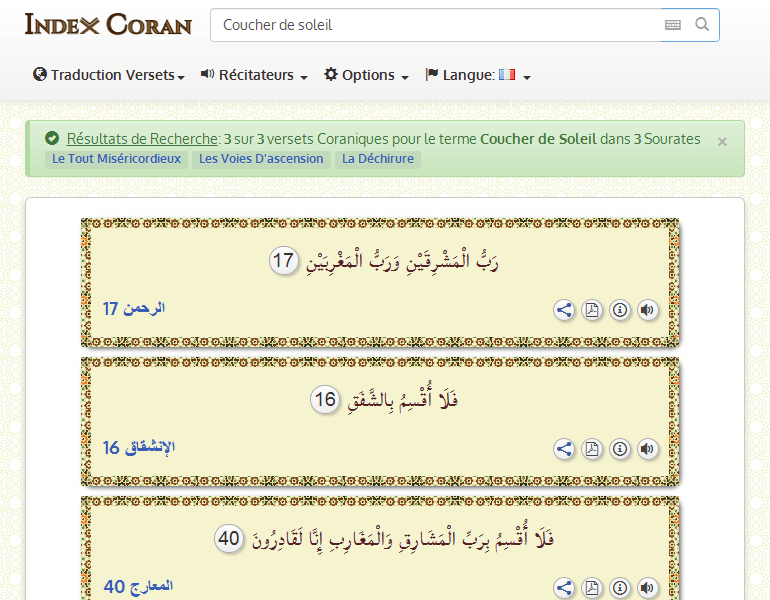 INDEX CORAN
Coucher de soleil
Traduction Versets
Récitateurs
Options
Langue:
Résultats de Recherche: 3 sur 3 versets Coraniques pour le terme Coucher de Soleil dans 3 Sourates ×
Le Tout Miséricordieux Les Voies D'ascension La Déchirure
رَبُّ الْمَشْرِقَيْنِ وَرَبُّ الْمَغْرِبَيْنِ 17
الرحمن 17
فَلَا أُقْسِمُ بِالشَّفَقِ 16
الإنشقاق 16
فَلَا أُقْسِمُ بِرَبِّ الْمَشَارِقِ وَالْمَغَارِبِ إِنَّا لَقَادِرُونَ 40
المعارج 40